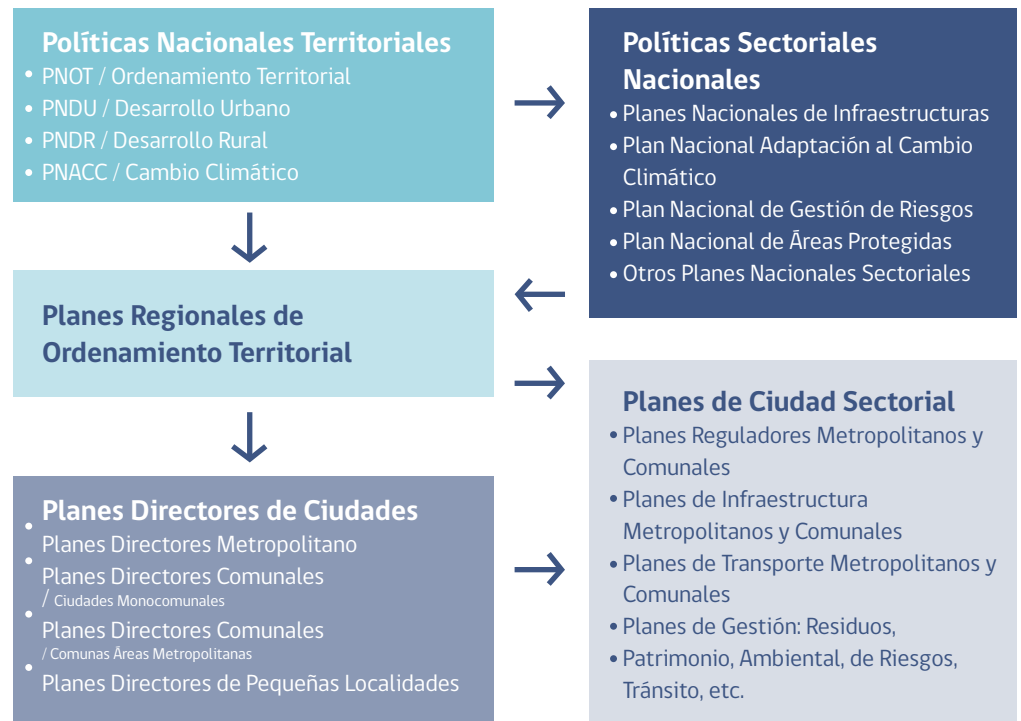 Políticas Nacionales Territoriales
• PNOT / Ordenamiento Territorial
• PNDU / Desarrollo Urbano
• PNDR / Desarrollo Rural
• PNACC / Cambio Climático
Políticas Sectoriales
Nacionales
• Planes Nacionales de Infraestructuras
• Plan Nacional Adaptación al Cambio
Climático
• Plan Nacional de Gestión de Riesgos
• Plan Nacional de Áreas Protegidas
• Otros Planes Nacionales Sectoriales
Planes Regionales de
Ordenamiento Territorial
Planes de Ciudad Sectorial
• Planes Reguladores Metropolitanos y
Comunales
• Planes de Infraestructura
Metropolitanos y Comunales
• Planes de Transporte Metropolitanos y
Comunales
• Planes de Gestión: Residuos,
• Patrimonio, Ambiental, de Riesgos,
Tránsito, etc.
Planes Directores de Ciudades
• Planes Directores Metropolitano
• Planes Directores Comunales
/ Ciudades Monocomunales
• Planes Directores Comunales
/ Comunas Áreas Metropolitanas
• Planes Directores de Pequeñas Localidades